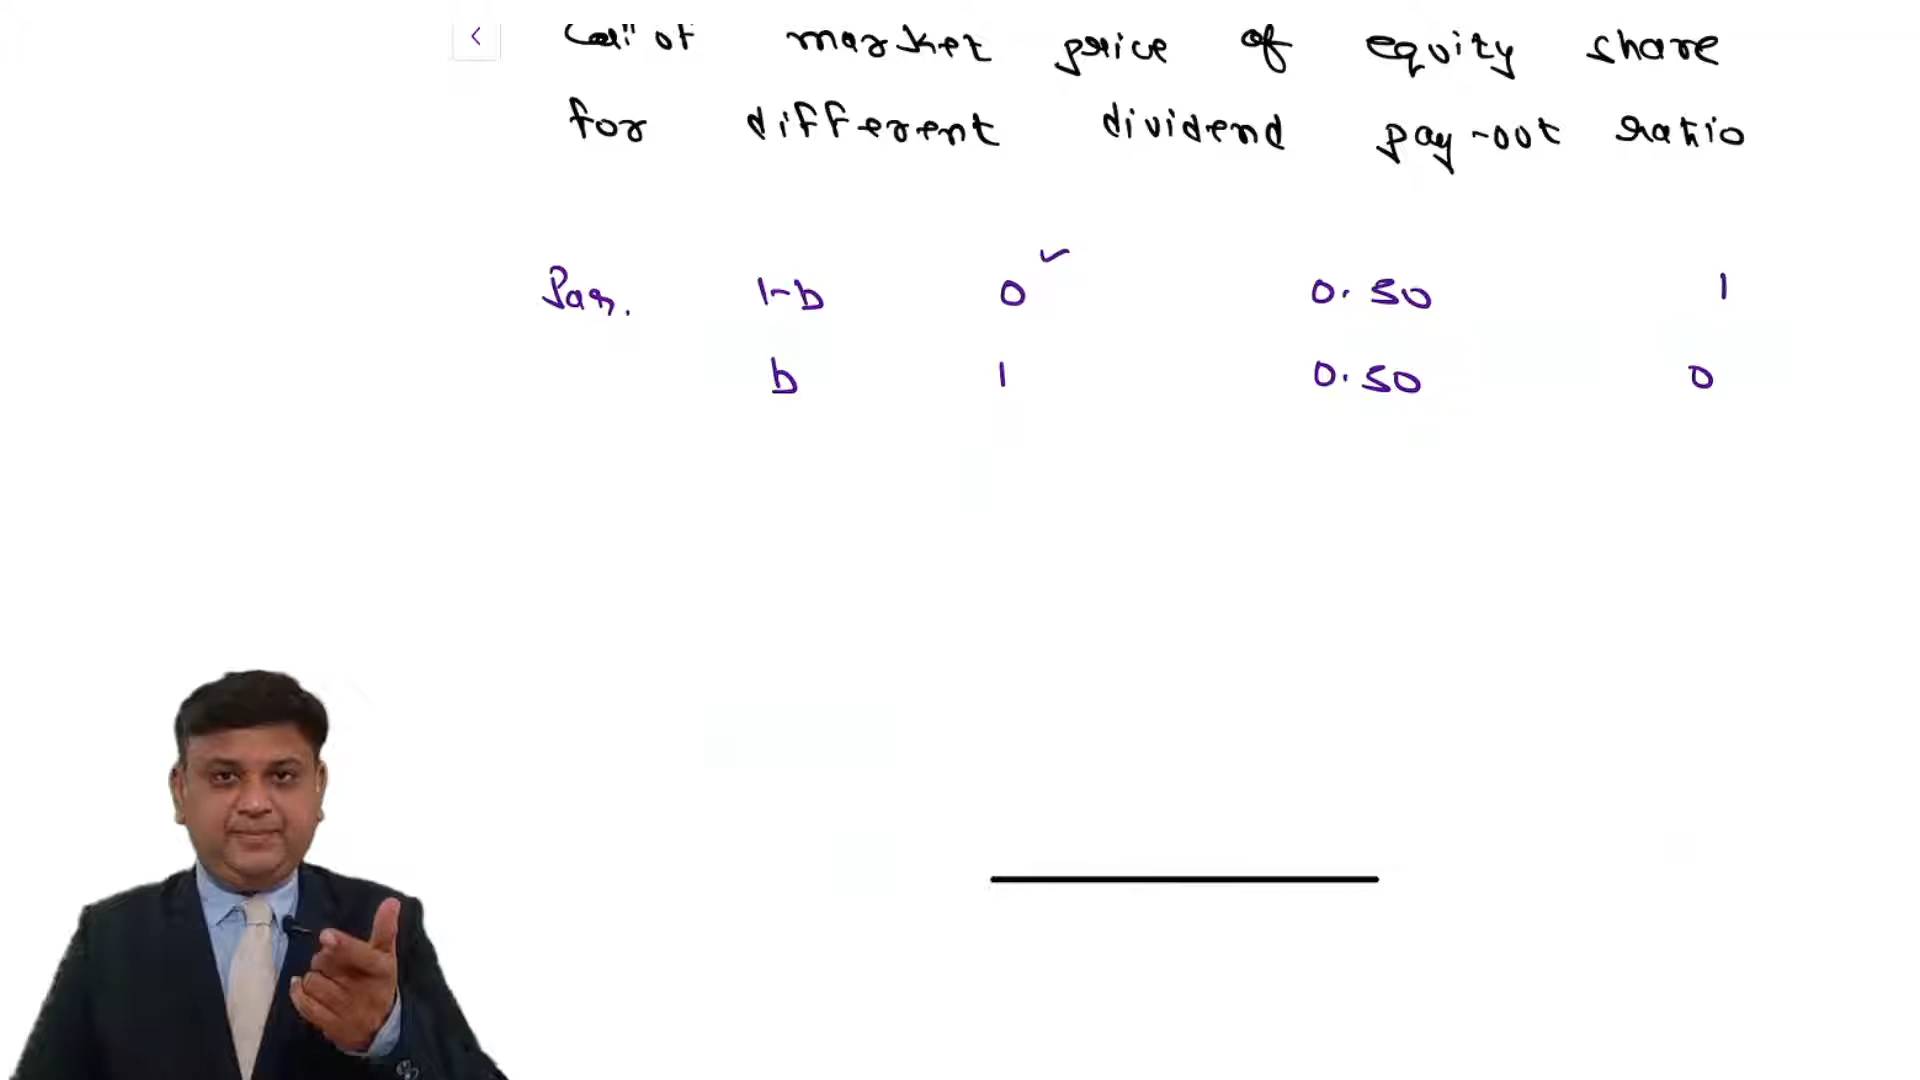 of market price of equity share
for different dividend pay-out ratio
Par. 1-b 0 0.50 1
b 1 0.50 0